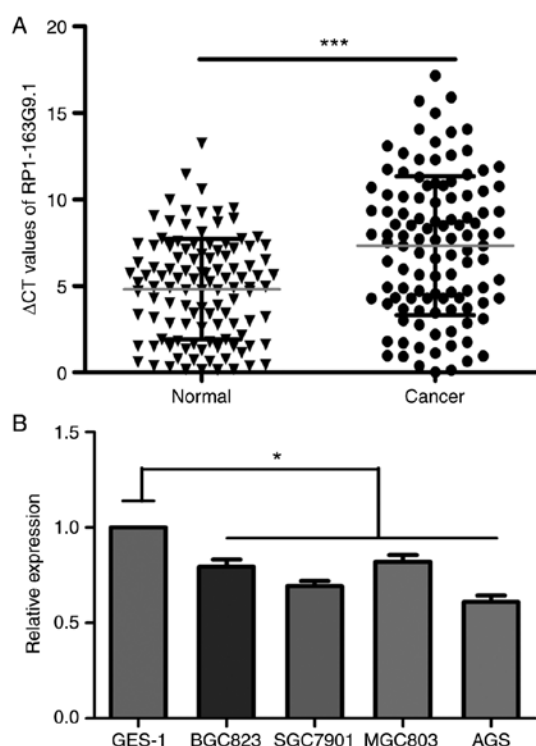 A
20
***
15
10
5
0
ΔCT values of RP1-163G9.1
Normal Cancer
B
1.5
*
1.0
0.5
0.0
Relative expression
GES-1 BGC823 SGC7901 MGC803 AGS